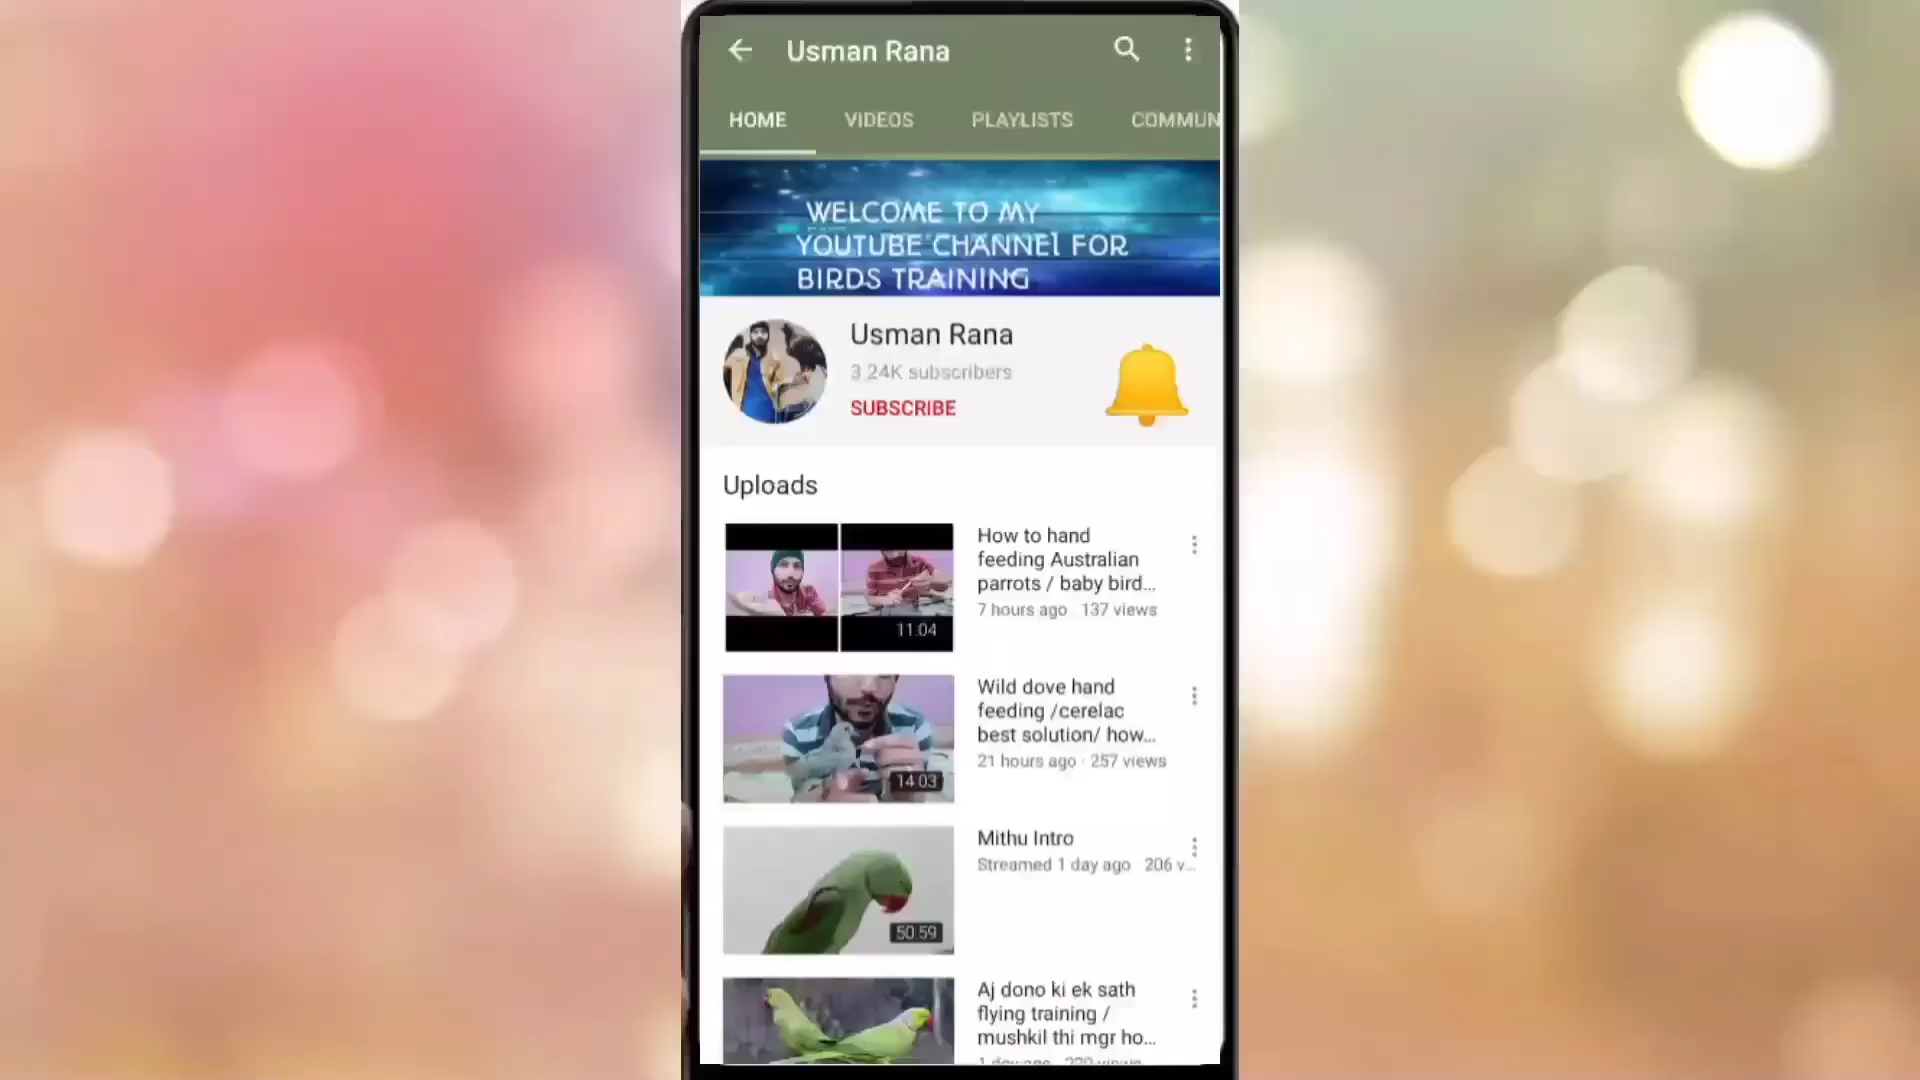 Usman Rana
HOME VIDEOS PLAYLISTS COMMUN
WELCOME TO MY
YOUTUBE CHANNEl FOR
BIRDS TRAINING
Usman Rana
3.24K subscribers
SUBSCRIBE
Uploads
How to hand
feeding Australian
parrots / baby bird...
7 hours ago · 137 views
11:04
Wild dove hand
feeding /cerelac
best solution/ how...
21 hours ago · 257 views
14:03
Mithu Intro
Streamed 1 day ago · 206 v...
50:59
Aj dono ki ek sath
flying training /
mushkil thi mgr ho...
1 day ago